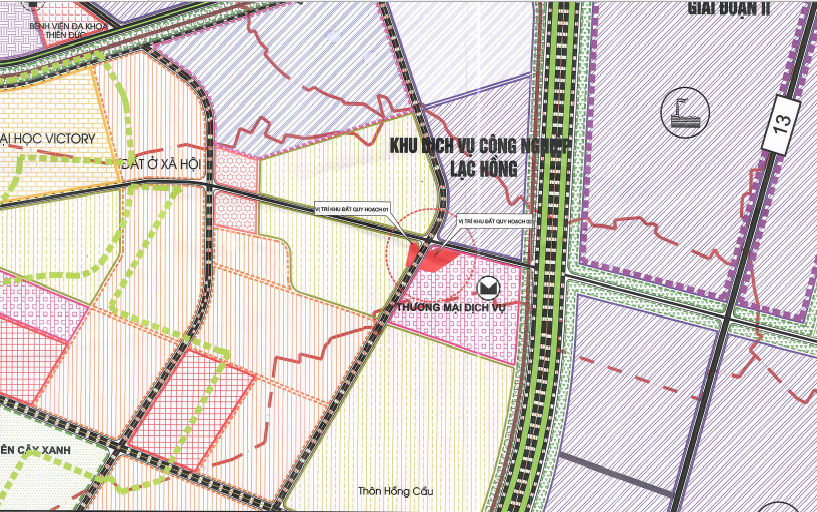 GIAI ĐOẠN II
BỆNH VIỆN ĐA KHOA
THIÊN ĐỨC
13
ẠI HỌC VICTORY
ĐẤT Ở XÃ HỘI
KHU DỊCH VỤ CÔNG NGHIỆP
LẠC HỒNG
VỊ TRÍ KHU ĐẤT QUY HOẠCH 01
VỊ TRÍ KHU ĐẤT QUY HOẠCH 02
THƯƠNG MẠI DỊCH VỤ
ÊN CÂY XANH
Thôn Hồng Cầu